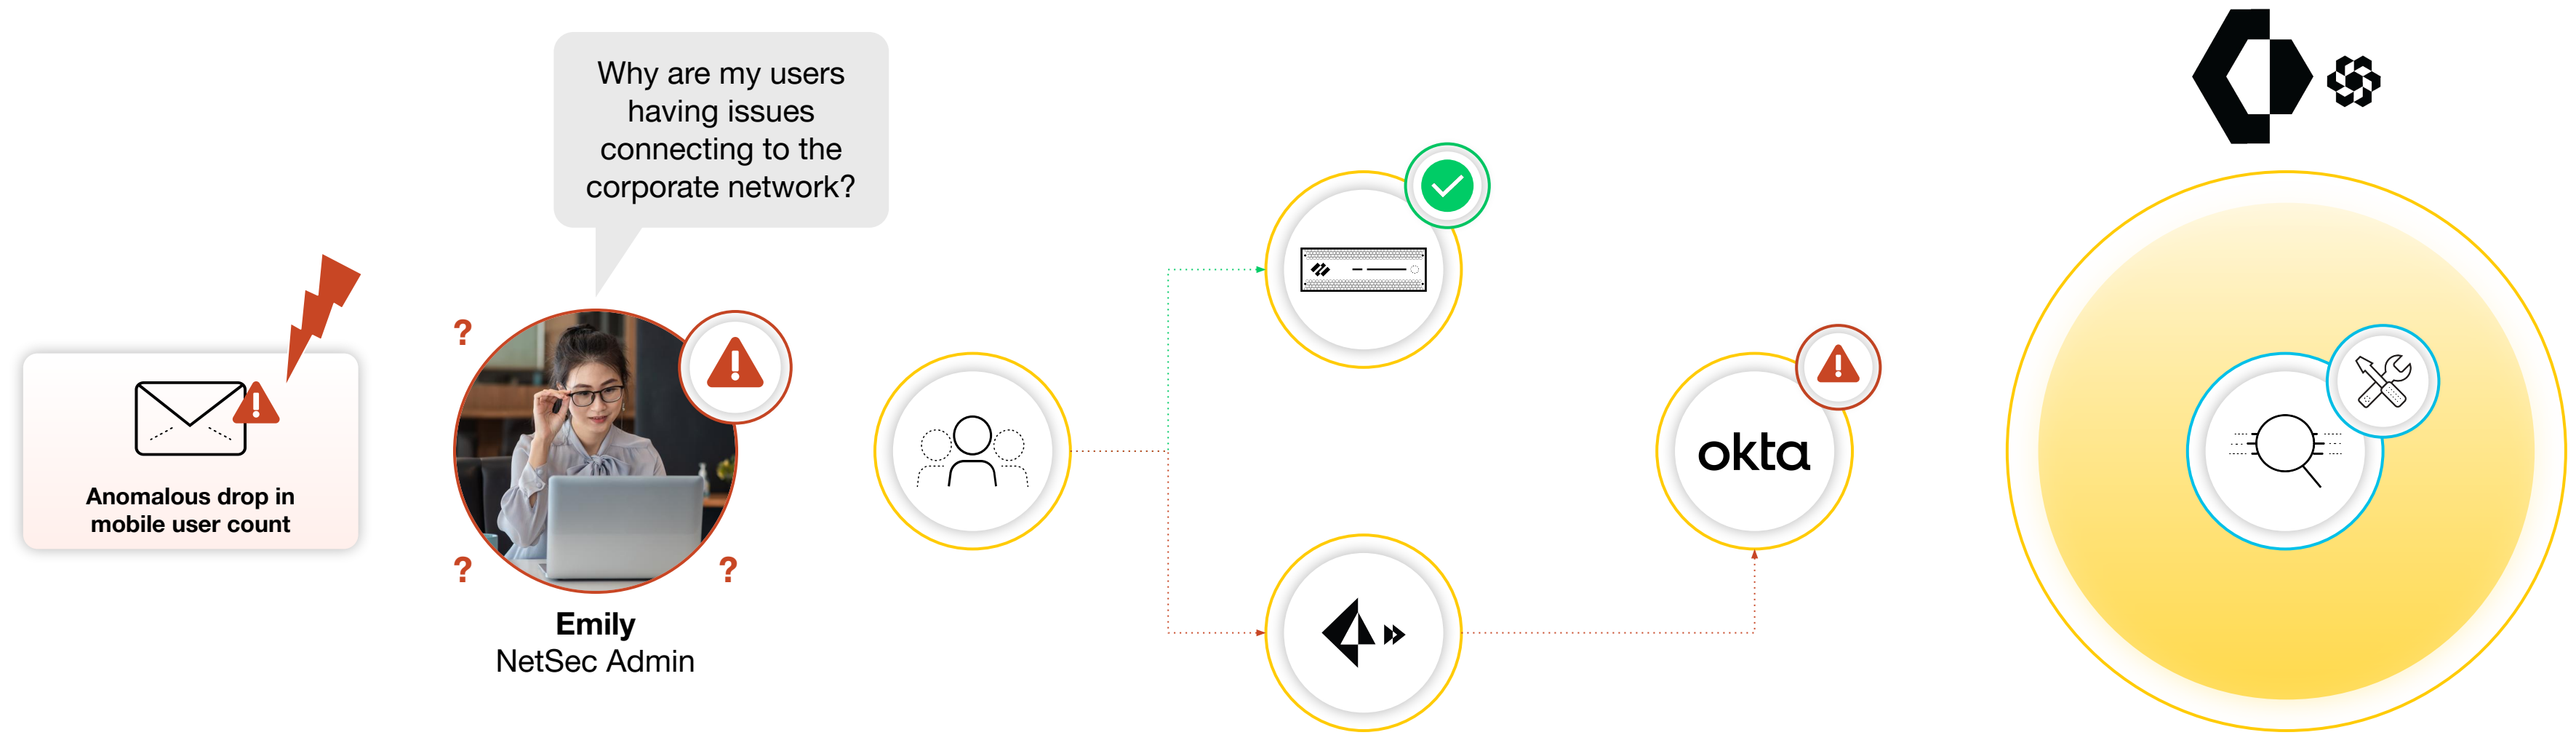 Anomalous drop in
mobile user count
Why are my users
having issues
connecting to the
corporate network?
?
?
?
Emily
NetSec Admin
okta